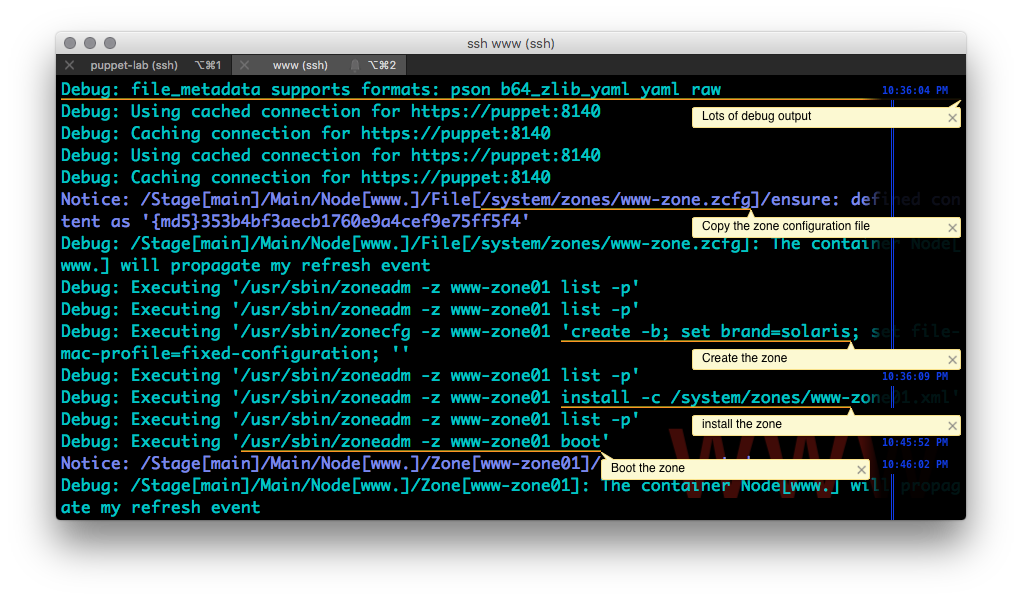 ssh www (ssh)
puppet-lab (ssh) ⌥⌘1 www (ssh) ⌥⌘2
Debug: file_metadata supports formats: pson b64_zlib_yaml yaml raw 10:36:04 PM
Debug: Using cached connection for https://puppet:8140
Lots of debug output
Debug: Caching connection for https://puppet:8140
Debug: Using cached connection for https://puppet:8140
Debug: Caching connection for https://puppet:8140
Notice: /Stage[main]/Main/Node[www.]/File[/system/zones/www-zone.zcfg]/ensure: defined con
tent as '{md5}353b4bf3aecb1760e9a4cef9e75ff5f4'
Copy the zone configuration file
Debug: /Stage[main]/Main/Node[www.]/File[/system/zones/www-zone.zcfg]: The container Node[
www.] will propagate my refresh event
Debug: Executing '/usr/sbin/zoneadm -z www-zone01 list -p'
Debug: Executing '/usr/sbin/zoneadm -z www-zone01 list -p'
Debug: Executing '/usr/sbin/zonecfg -z www-zone01 'create -b; set brand=solaris; set file-
mac-profile=fixed-configuration; ''
Create the zone
Debug: Executing '/usr/sbin/zoneadm -z www-zone01 list -p' 10:36:09 PM
Debug: Executing '/usr/sbin/zoneadm -z www-zone01 install -c /system/zones/www-zone01.xml'
Debug: Executing '/usr/sbin/zoneadm -z www-zone01 list -p'
install the zone
Debug: Executing '/usr/sbin/zoneadm -z www-zone01 boot' 10:45:52 PM
Notice: /Stage[main]/Main/Node[www.]/Zone[www-zone01]/ 10:46:02 PM
Boot the zone
Debug: /Stage[main]/Main/Node[www.]/Zone[www-zone01]: The container Node[www.] will propag
ate my refresh event
www